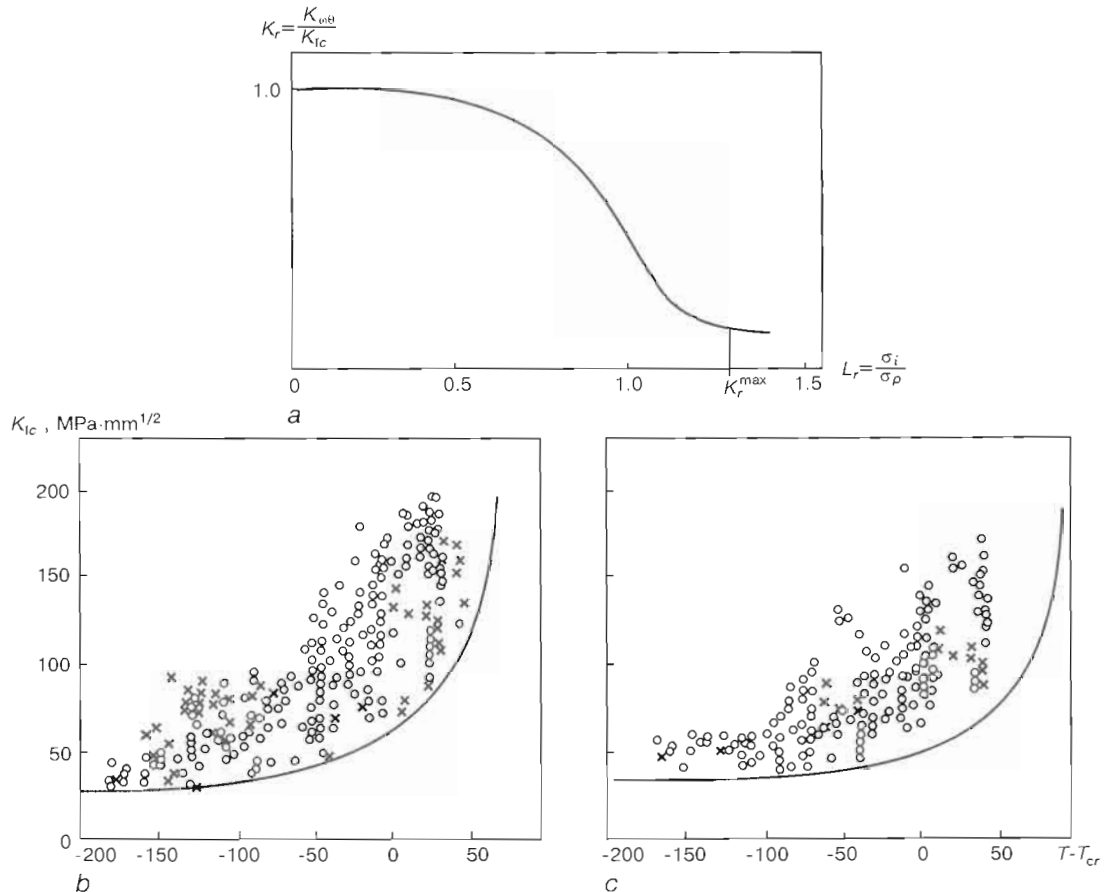 K_r = K_ωθ / K_Ic
1.0
0 0.5 1.0 1.5
K_r^max
L_r = σ_i / σ_ρ
a
K_Ic , MPa·mm^1/2
200
150
100
50
0
-200 -150 -100 -50 0 50
b
-200 -150 -100 -50 0 50 T-T_cr
c